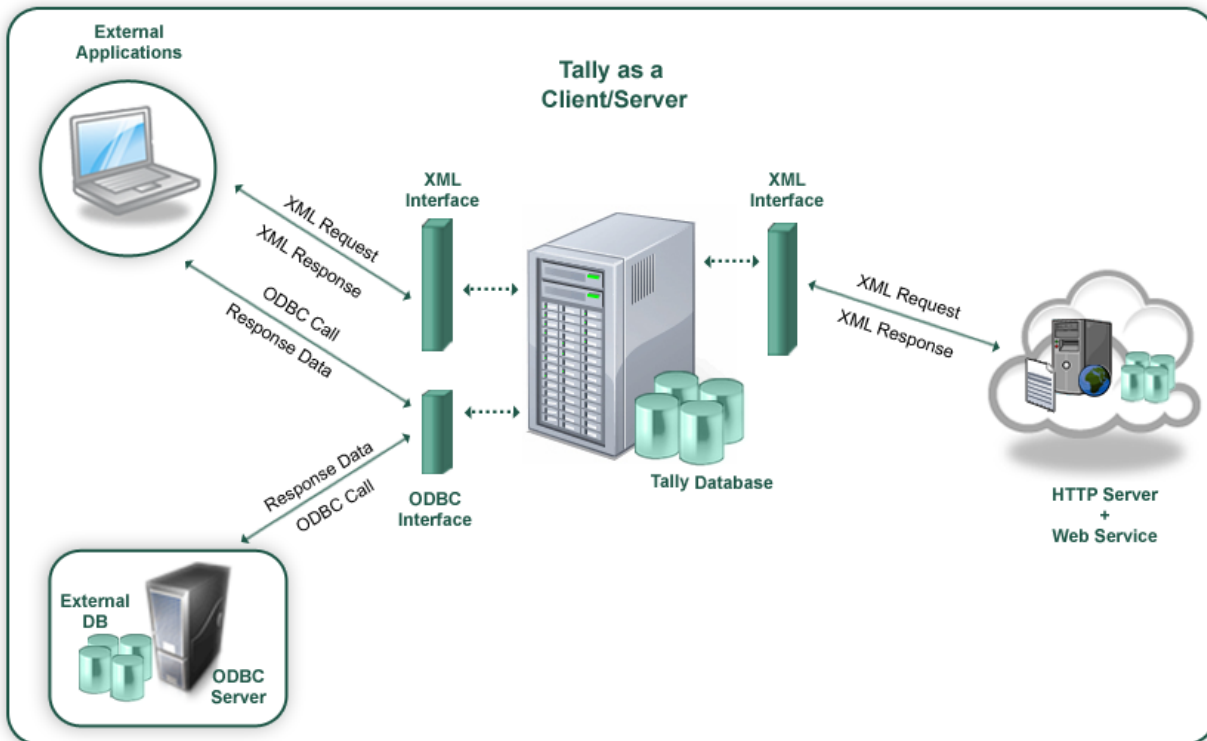 External
Applications
Tally as a
Client/Server
XML
Interface
XML
Interface
XML Request
XML Response
ODBC Call
Response Data
XML Request
XML Response
Response Data
ODBC Call
ODBC
Interface
Tally Database
HTTP Server
+
Web Service
External
DB
ODBC
Server